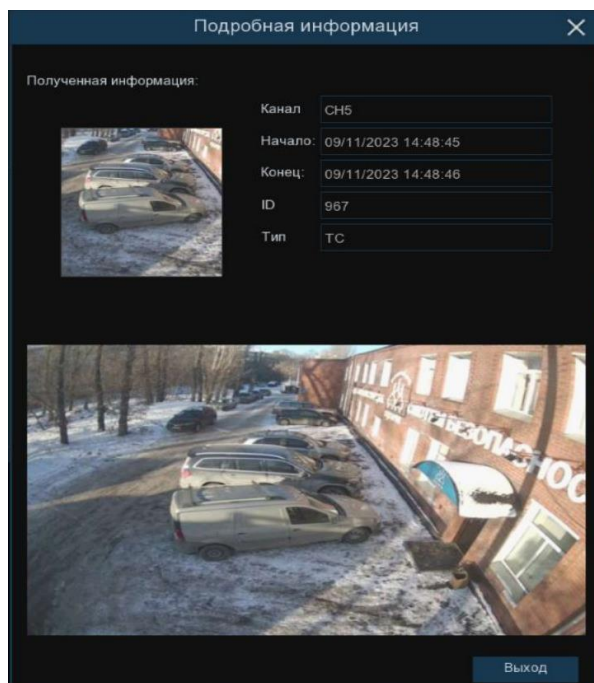 Подробная информация
Полученная информация:
Канал CH5
Начало: 09/11/2023 14:48:45
Конец: 09/11/2023 14:48:46
ID 967
Тип ТС
Выход